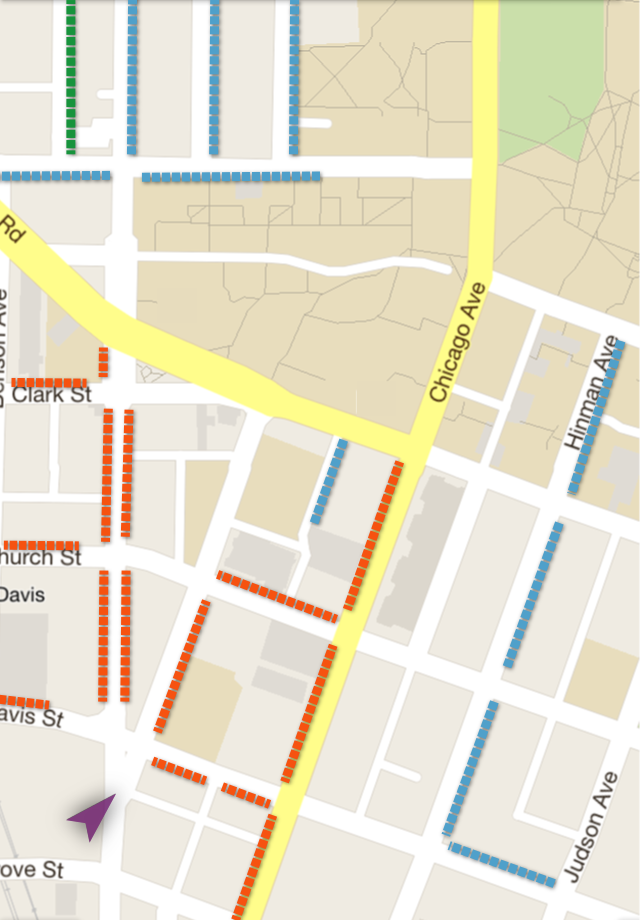 Rd
Chicago Ave
Hinman Ave
Clark St
hurch St
Davis
avis St
Judson Ave
ove St